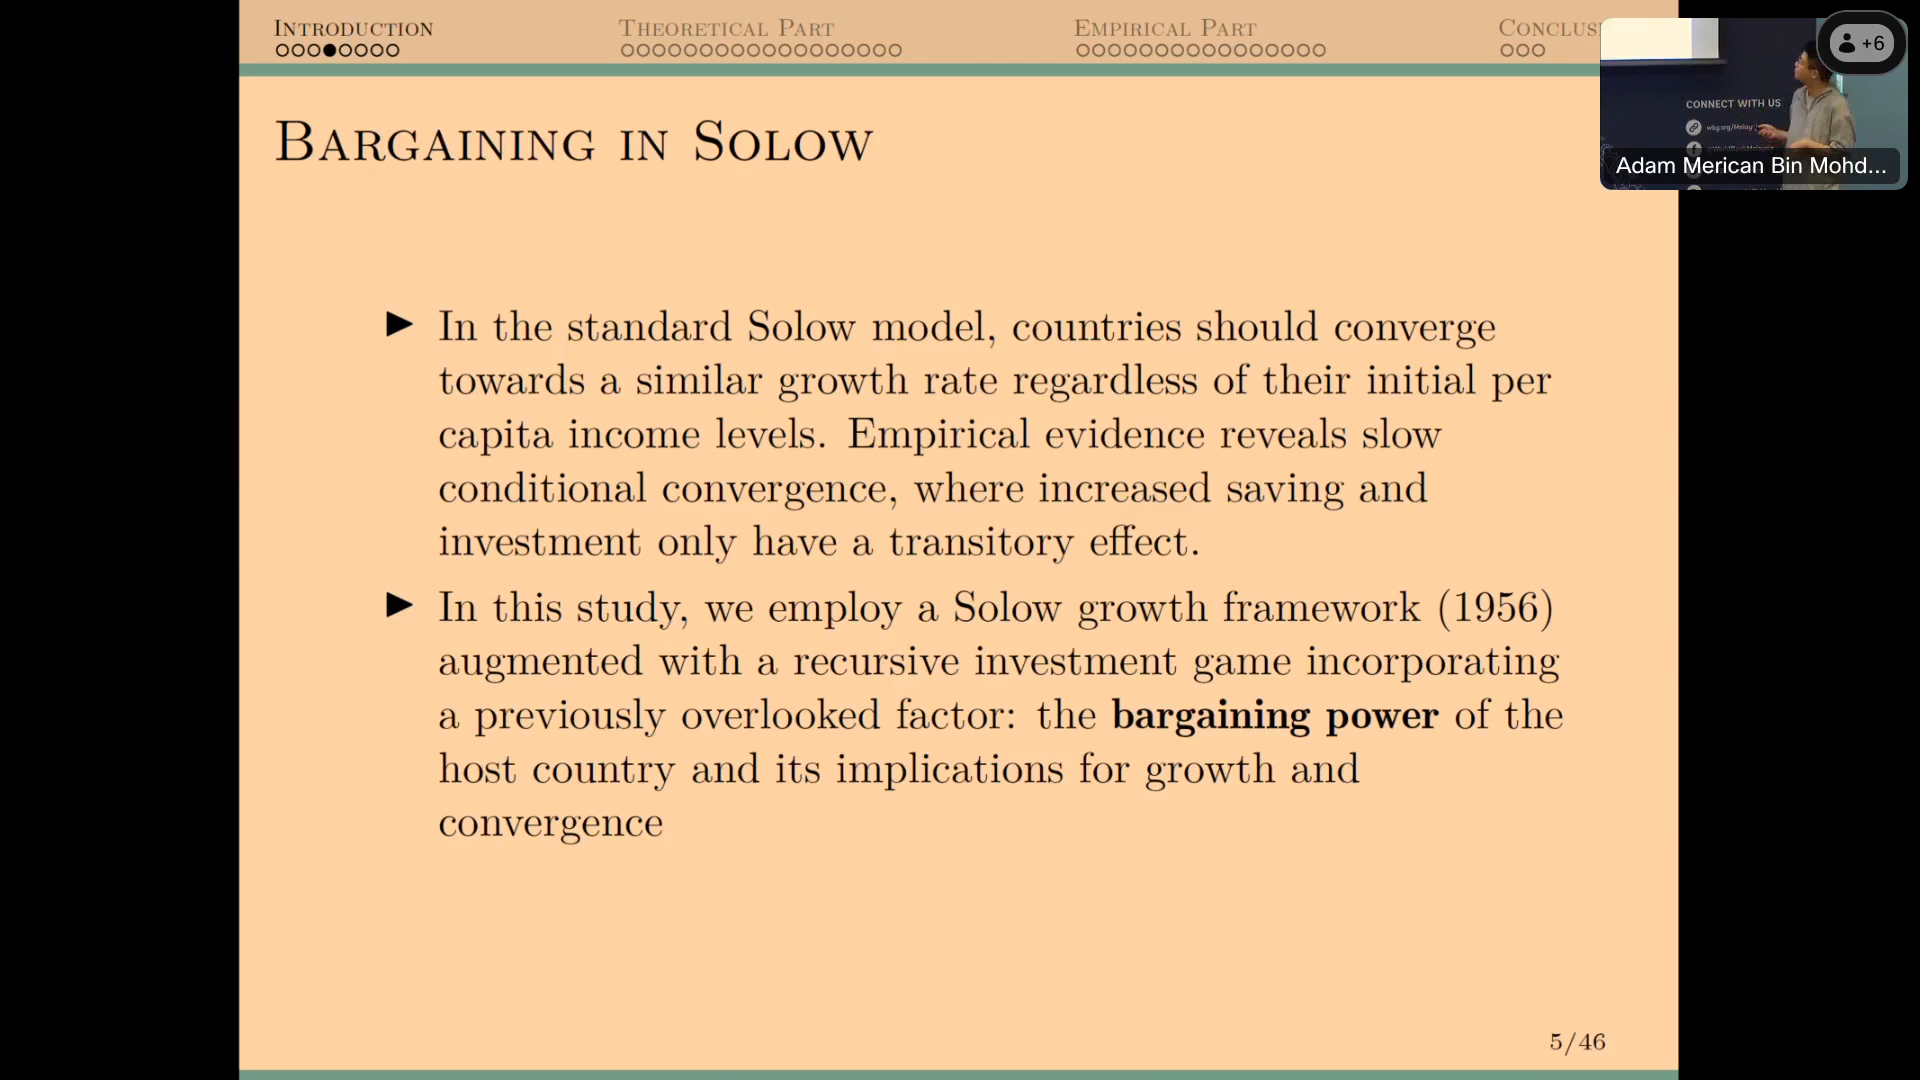 INTRODUCTION
THEORETICAL PART
EMPIRICAL PART
+6
CONNECT WITH US
Adam Merican Bin Mohd...
BARGAINING IN SOLOW
▶ In the standard Solow model, countries should converge
towards a similar growth rate regardless of their initial per
capita income levels. Empirical evidence reveals slow
conditional convergence, where increased saving and
investment only have a transitory effect.
▶ In this study, we employ a Solow growth framework (1956)
augmented with a recursive investment game incorporating
a previously overlooked factor: the bargaining power of the
host country and its implications for growth and
convergence
5/46